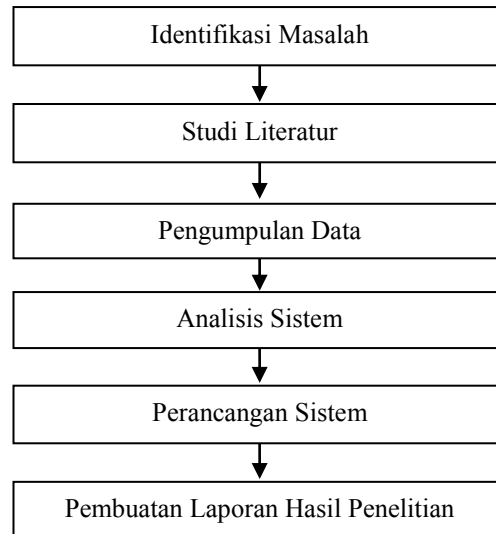 Identifikasi Masalah
Studi Literatur
Pengumpulan Data
Analisis Sistem
Perancangan Sistem
Pembuatan Laporan Hasil Penelitian